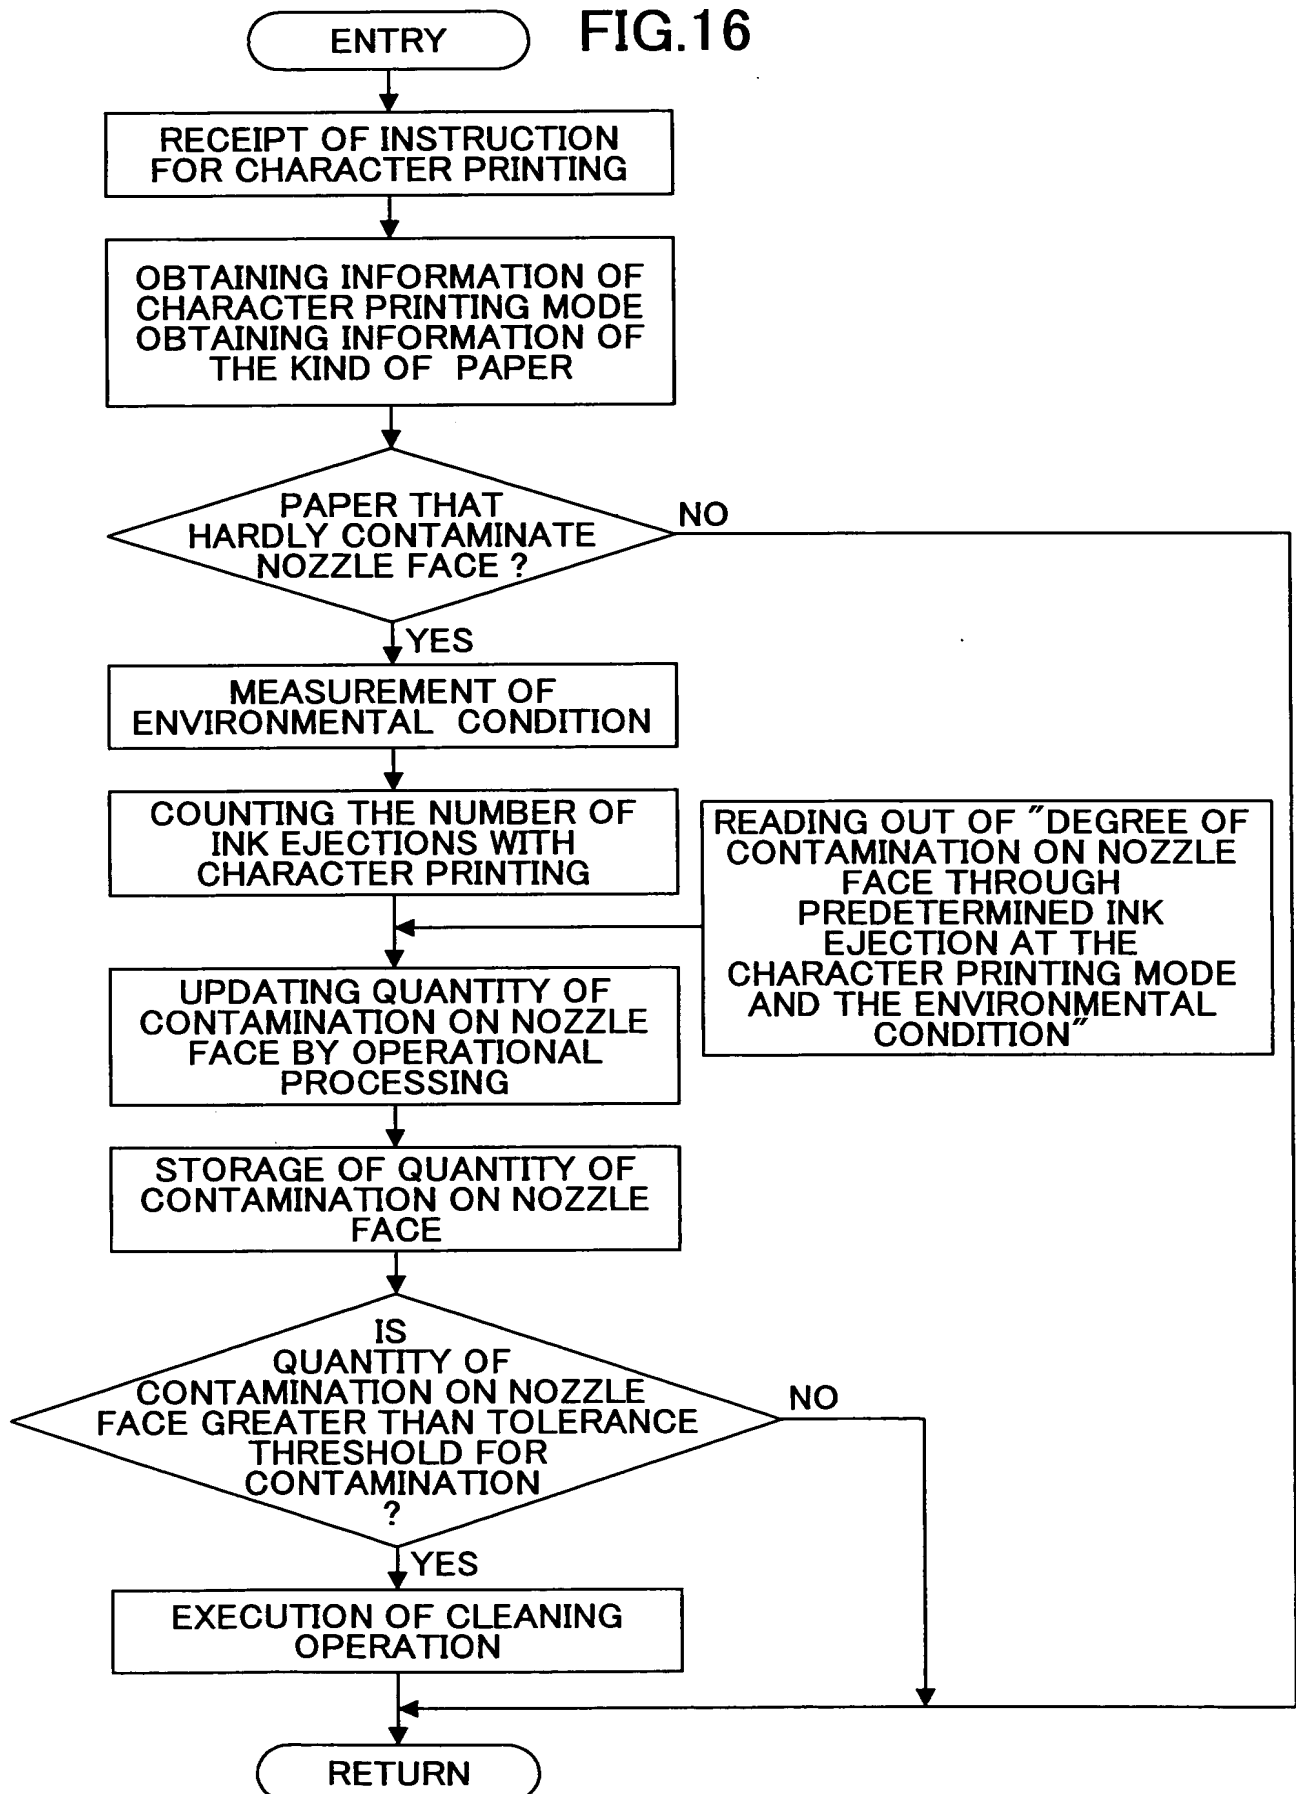 FIG.16
ENTRY
RECEIPT OF INSTRUCTION
FOR CHARACTER PRINTING
OBTAINING INFORMATION OF
CHARACTER PRINTING MODE
OBTAINING INFORMATION OF
THE KIND OF PAPER
PAPER THAT
HARDLY CONTAMINATE
NOZZLE FACE ?
NO
YES
MEASUREMENT OF
ENVIRONMENTAL CONDITION
COUNTING THE NUMBER OF
INK EJECTIONS WITH
CHARACTER PRINTING
READING OUT OF "DEGREE OF
CONTAMINATION ON NOZZLE
FACE THROUGH
PREDETERMINED INK
EJECTION AT THE
CHARACTER PRINTING MODE
AND THE ENVIRONMENTAL
CONDITION"
UPDATING QUANTITY OF
CONTAMINATION ON NOZZLE
FACE BY OPERATIONAL
PROCESSING
STORAGE OF QUANTITY OF
CONTAMINATION ON NOZZLE
FACE
IS
QUANTITY OF
CONTAMINATION ON NOZZLE
FACE GREATER THAN TOLERANCE
THRESHOLD FOR
CONTAMINATION
?
NO
YES
EXECUTION OF CLEANING
OPERATION
RETURN